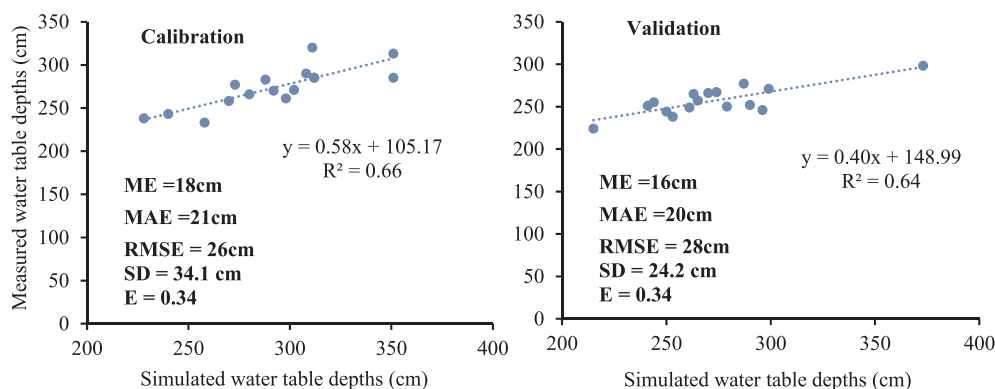 350
300
250
200
150
100
50
0
Measured water table depths (cm)
Calibration
y = 0.58x + 105.17
R² = 0.66
ME =18cm
MAE =21cm
RMSE = 26cm
SD = 34.1 cm
E = 0.34
200 250 300 350 400
Simulated water table depths (cm)
350
300
250
200
150
100
50
0
Validation
y = 0.40x + 148.99
R² = 0.64
ME =16cm
MAE =20cm
RMSE = 28cm
SD = 24.2 cm
E = 0.34
200 250 300 350 400
Simulated water table depths (cm)